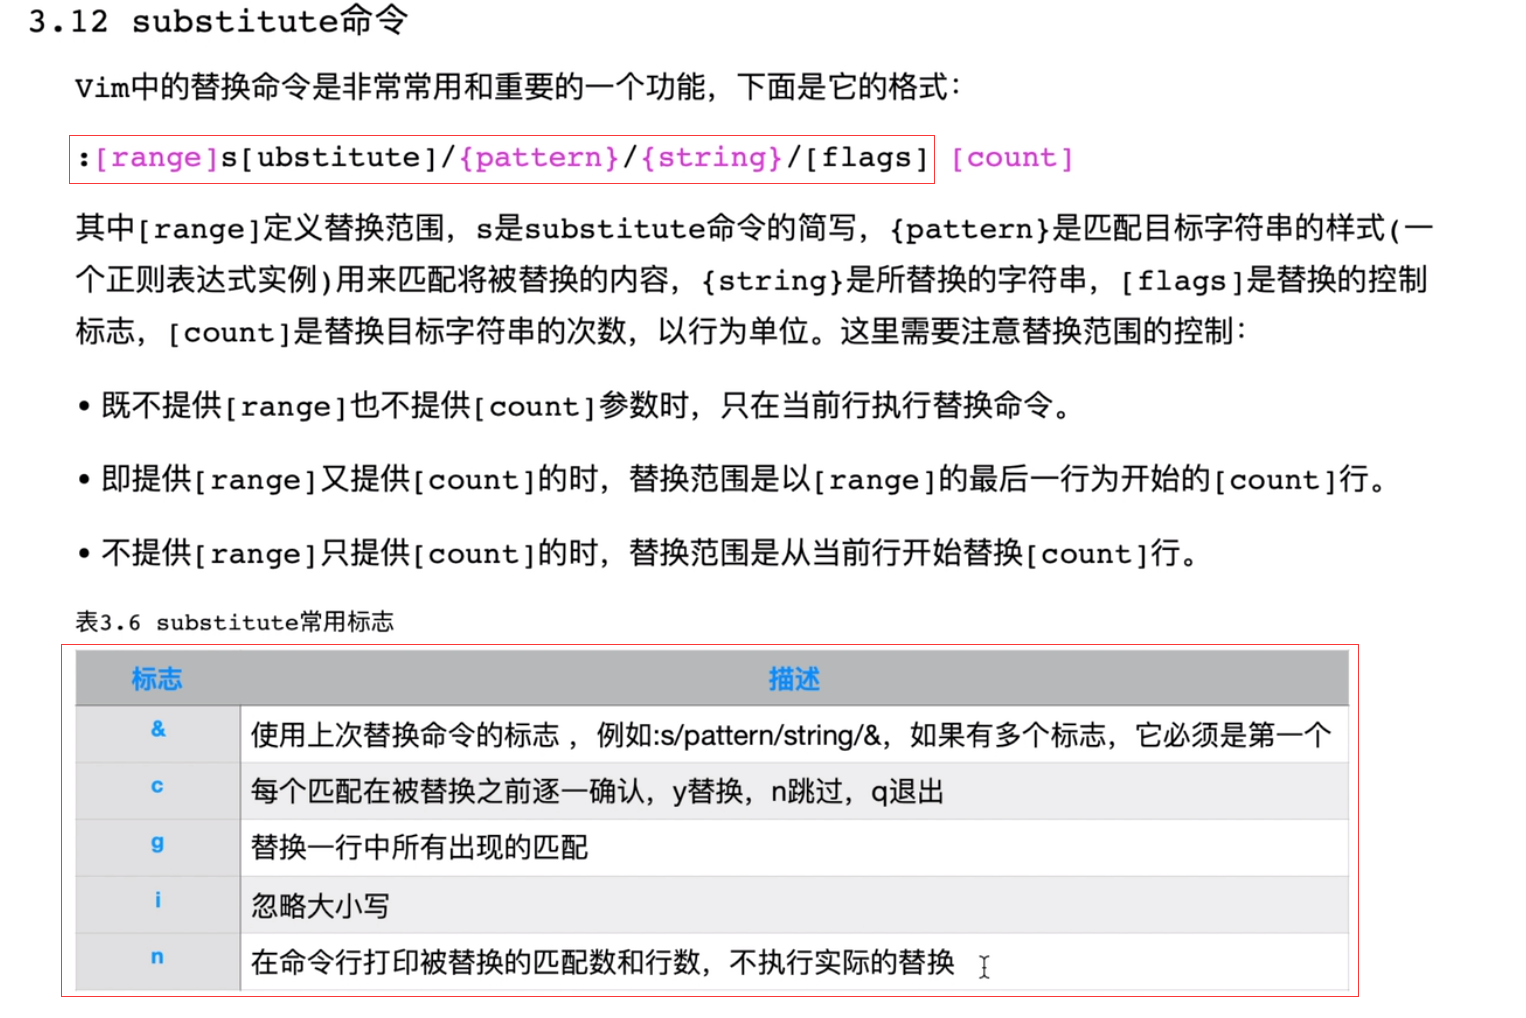 3.12 substitute命令
Vim中的替换命令是非常常用和重要的一个功能，下面是它的格式：
:[range]s[ubstitute]/{pattern}/{string}/[flags] [count]
其中[range]定义替换范围，s是substitute命令的简写，{pattern}是匹配目标字符串的样式(一
个正则表达式实例)用来匹配将被替换的内容，{string}是所替换的字符串，[flags]是替换的控制
标志，[count]是替换目标字符串的次数，以行为单位。这里需要注意替换范围的控制：
• 既不提供[range]也不提供[count]参数时，只在当前行执行替换命令。
• 即提供[range]又提供[count]的时，替换范围是以[range]的最后一行为开始的[count]行。
• 不提供[range]只提供[count]的时，替换范围是从当前行开始替换[count]行。
表3.6 substitute常用标志
标志 描述
& 使用上次替换命令的标志 ，例如:s/pattern/string/&，如果有多个标志，它必须是第一个
c 每个匹配在被替换之前逐一确认，y替换，n跳过，q退出
g 替换一行中所有出现的匹配
i 忽略大小写
n 在命令行打印被替换的匹配数和行数，不执行实际的替换